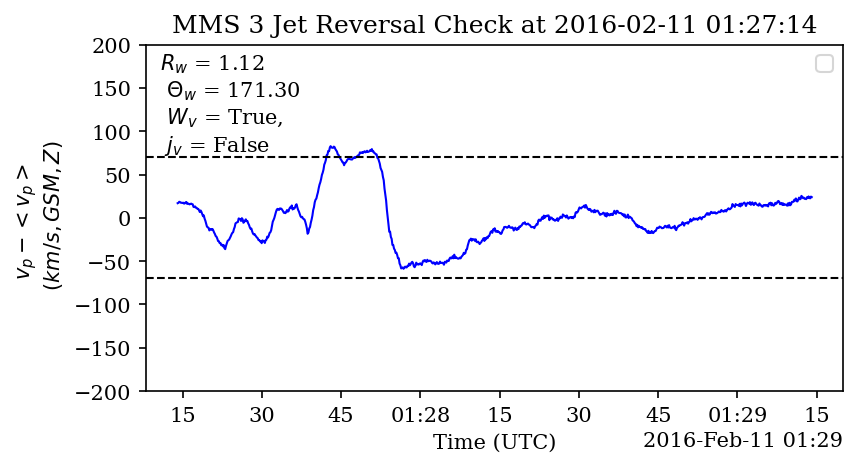 MMS 3 Jet Reversal Check at 2016-02-11 01:27:14
200
150
100
50
0
−50
−100
−150
−200
v_p − < v_p >
(km/s, GSM, Z)
R_w = 1.12
Θ_w = 171.30
W_v = True,
j_v = False
15 30 45 01:28 15 30 45 01:29 15
Time (UTC)
2016-Feb-11 01:29